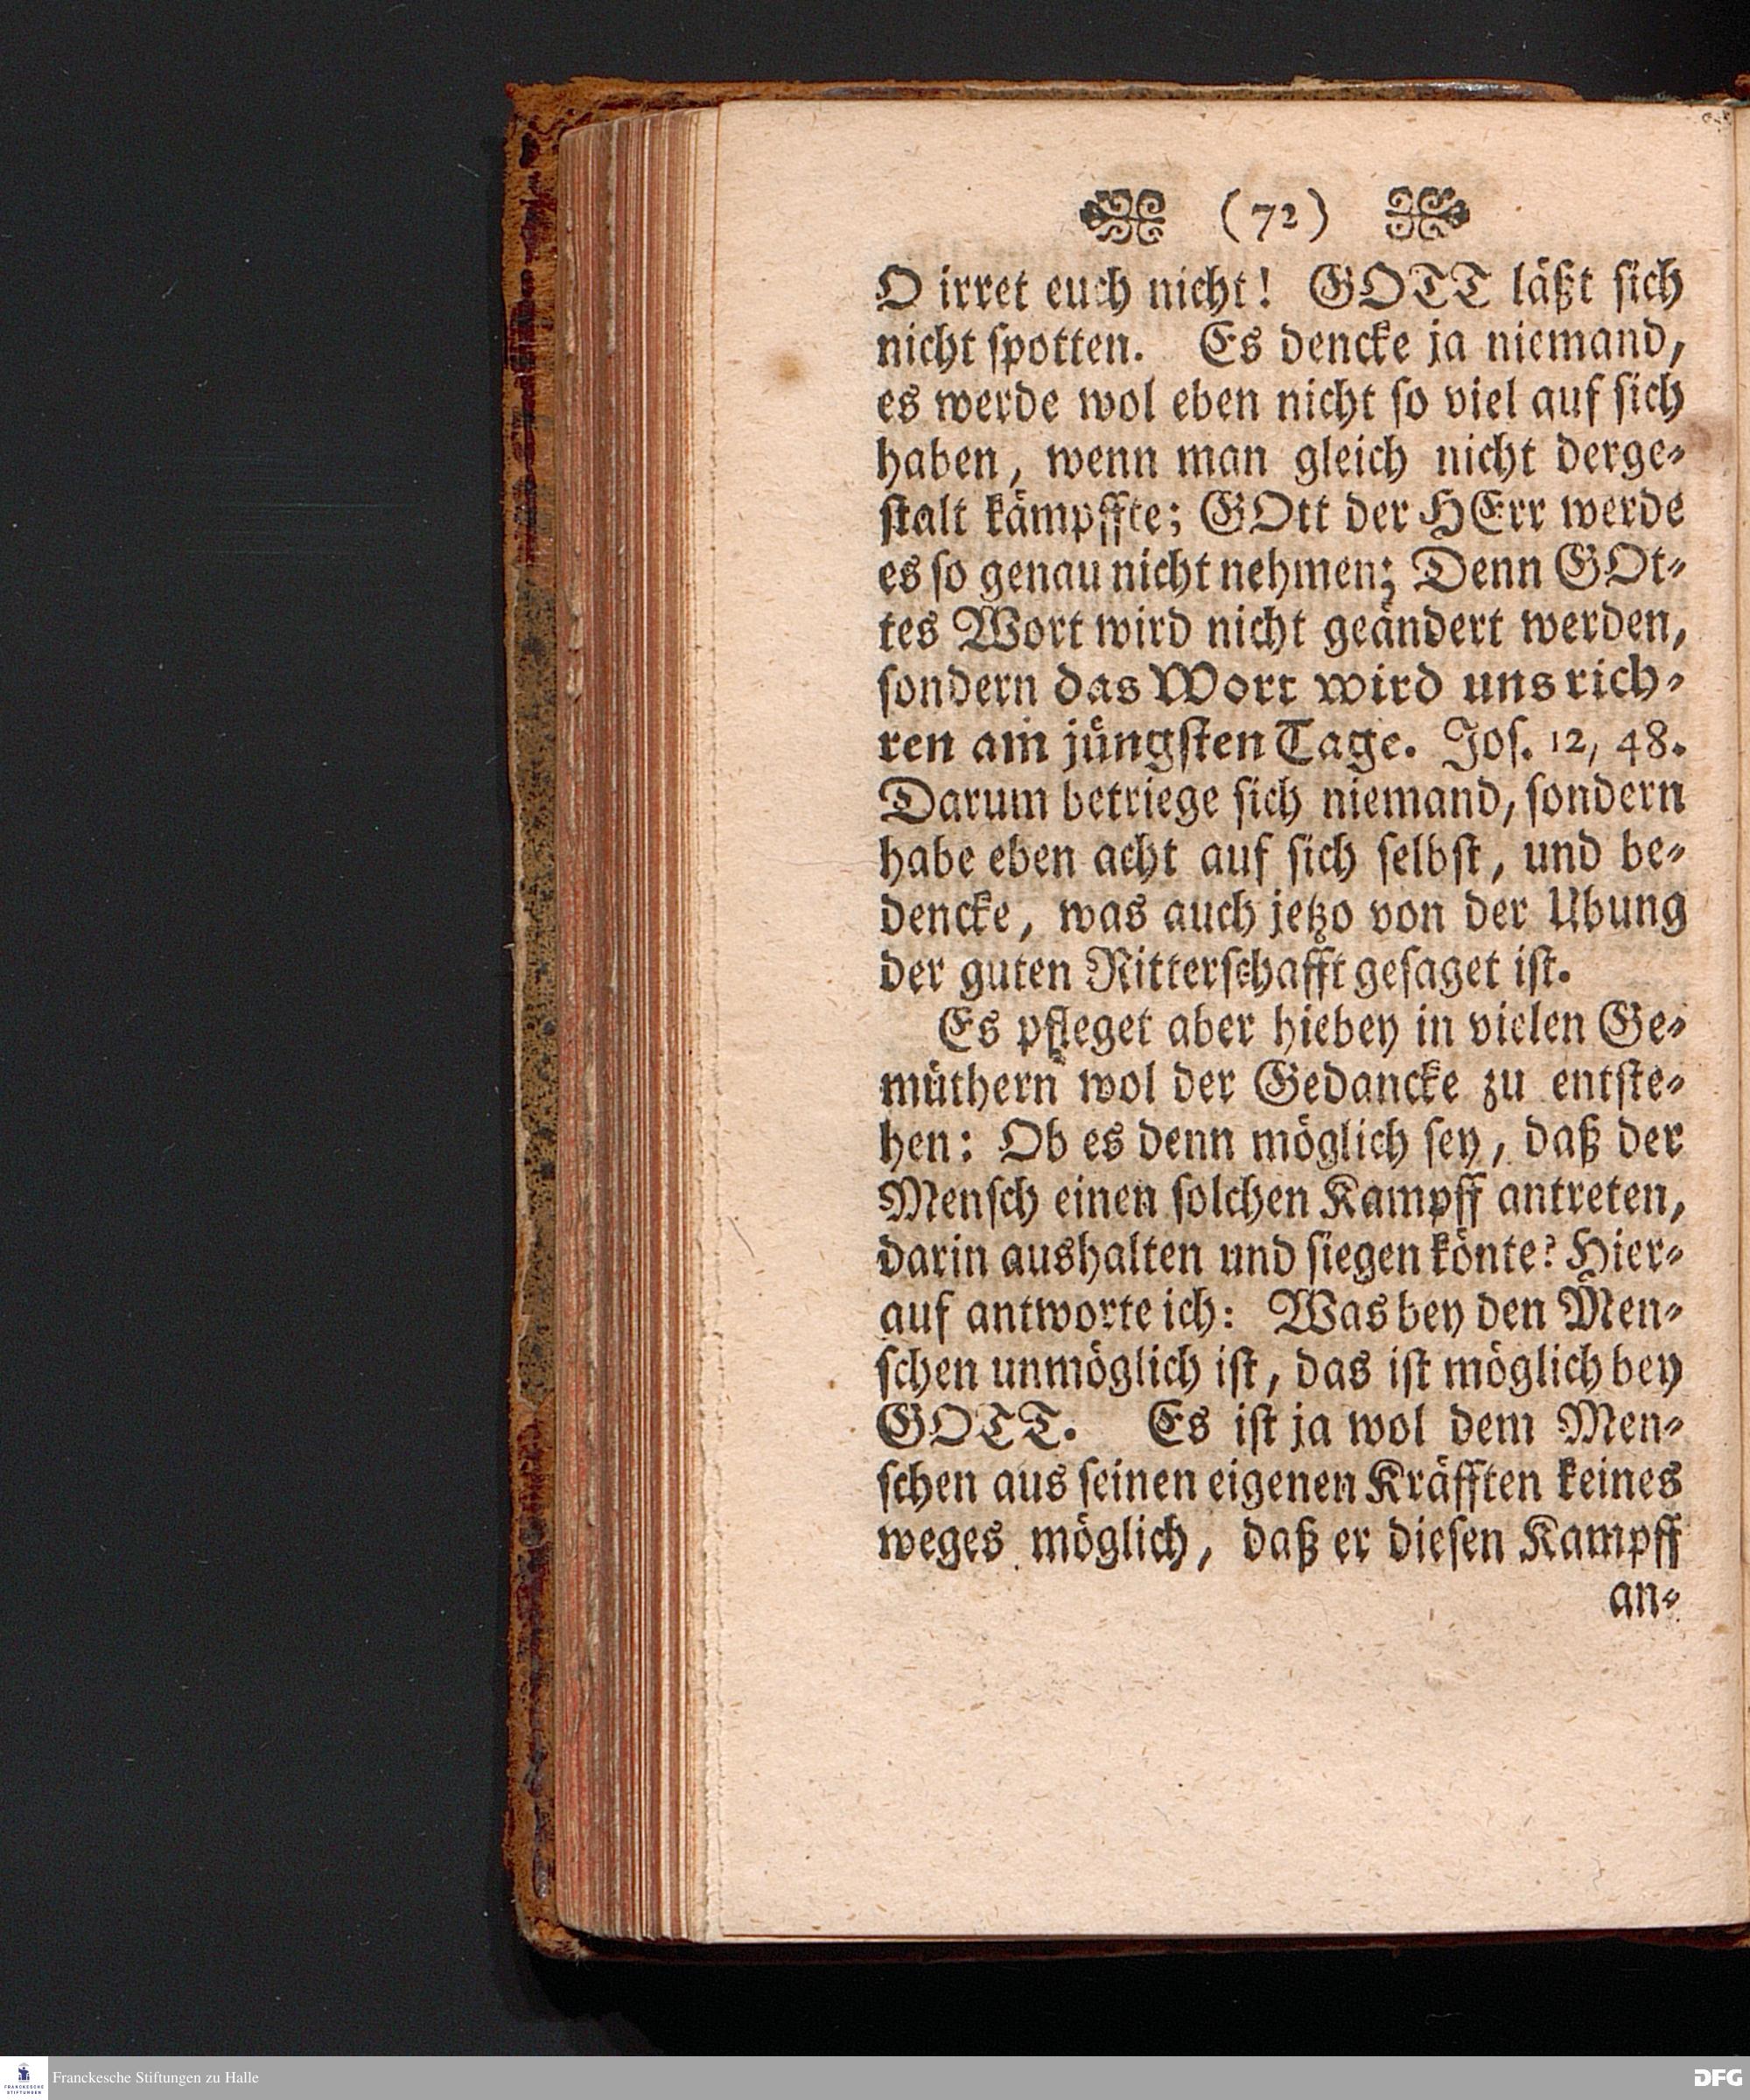 (72)
O irret euch nicht! GOTT läßt ſich
nicht ſpotten. Es dencke ja niemand,
es werde wol eben nicht ſo viel auf ſich
haben, wenn man gleich nicht derge-
ſtalt kämpffte; GOtt der HErr werde
es ſo genau nicht nehmen; Denn GOt-
tes Wort wird nicht geändert werden,
ſondern das Wort wird uns rich-
ten am jüngſten Tage. Joſ. 12, 48.
Darum betriege ſich niemand, ſondern
habe eben acht auf ſich ſelbſt, und be-
dencke, was auch jetzo von der Übung
der guten Ritterſchafft geſaget iſt.
Es pfleget aber hiebey in vielen Ge-
müthern wol der Gedancke zu entſte-
hen: Ob es denn möglich ſey, daß der
Menſch einen ſolchen Kampff antreten,
darin aushalten und ſiegen könte? Hier-
auf antworte ich: Was bey den Men-
ſchen unmöglich iſt, das iſt möglich bey
GOTT. Es iſt ja wol dem Men-
ſchen aus ſeinen eigenen Kräfften keines
weges möglich, daß er dieſen Kampff
an-
FRANCKESCHE
STIFTUNGEN
Franckesche Stiftungen zu Halle
DFG